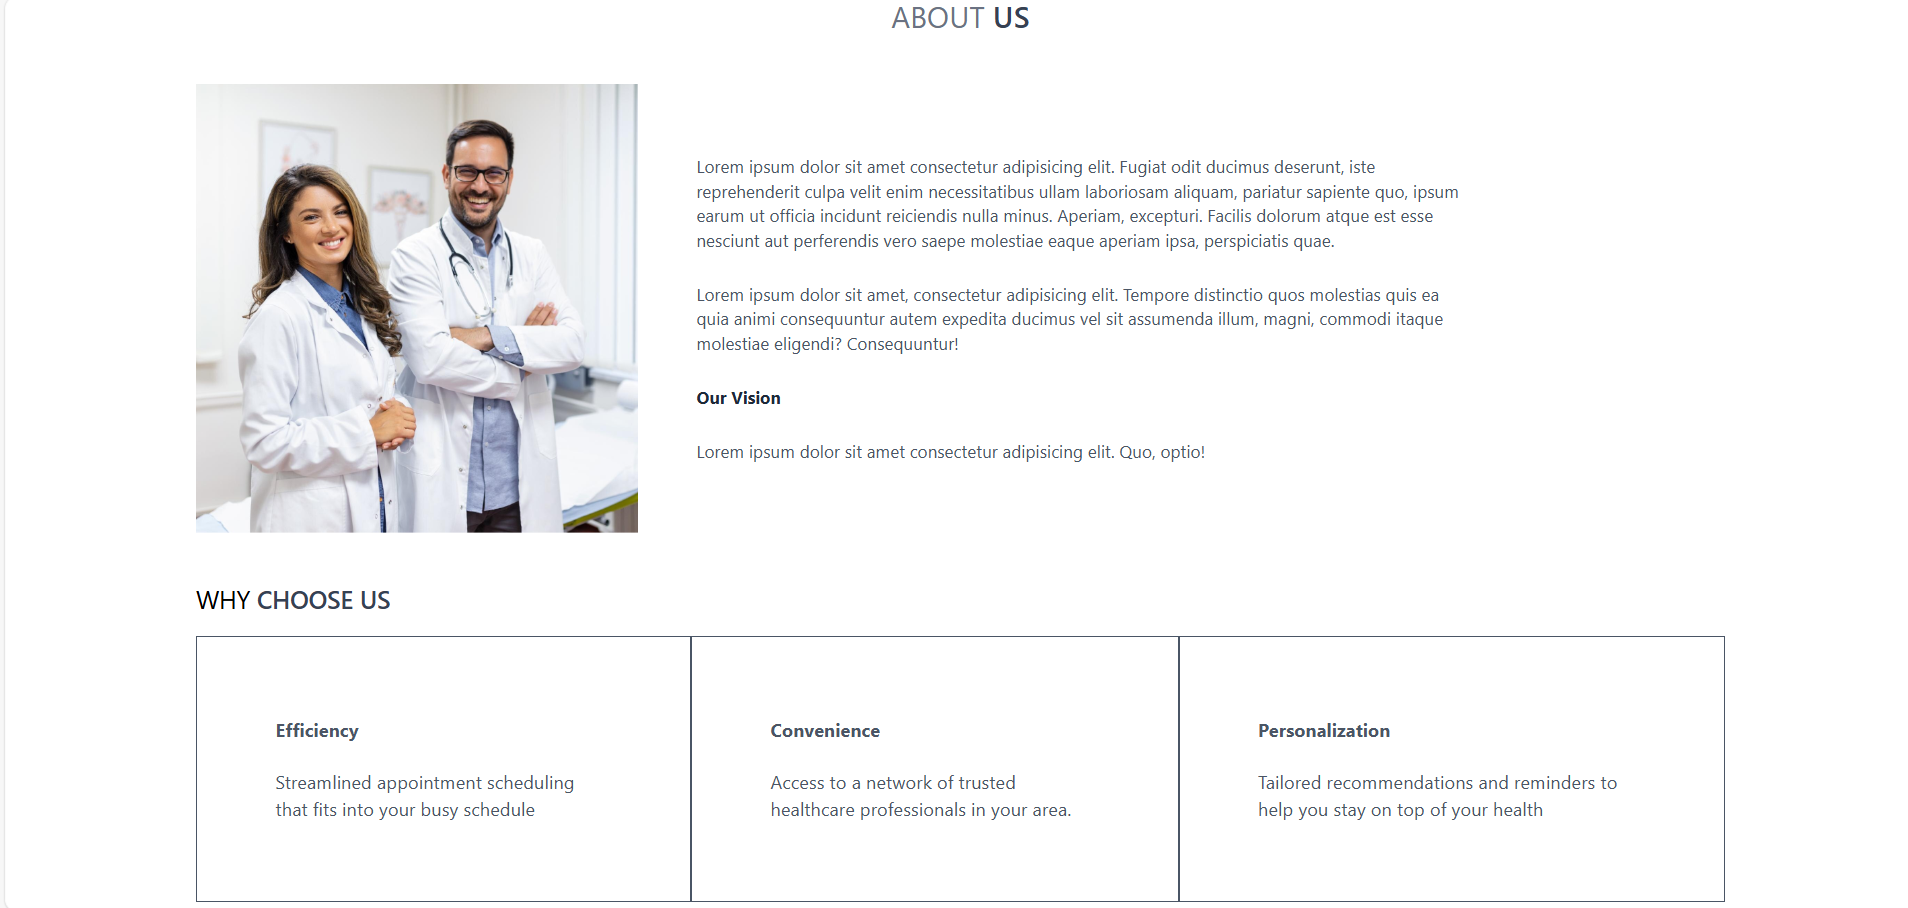 ABOUT US
Lorem ipsum dolor sit amet consectetur adipisicing elit. Fugiat odit ducimus deserunt, iste
reprehenderit culpa velit enim necessitatibus ullam laboriosam aliquam, pariatur sapiente quo, ipsum
earum ut officia incidunt reiciendis nulla minus. Aperiam, excepturi. Facilis dolorum atque est esse
nesciunt aut perferendis vero saepe molestiae eaque aperiam ipsa, perspiciatis quae.
Lorem ipsum dolor sit amet, consectetur adipisicing elit. Tempore distinctio quos molestias quis ea
quia animi consequuntur autem expedita ducimus vel sit assumenda illum, magni, commodi itaque
molestiae eligendi? Consequuntur!
Our Vision
Lorem ipsum dolor sit amet consectetur adipisicing elit. Quo, optio!
WHY CHOOSE US
Efficiency
Streamlined appointment scheduling
that fits into your busy schedule
Convenience
Access to a network of trusted
healthcare professionals in your area.
Personalization
Tailored recommendations and reminders to
help you stay on top of your health